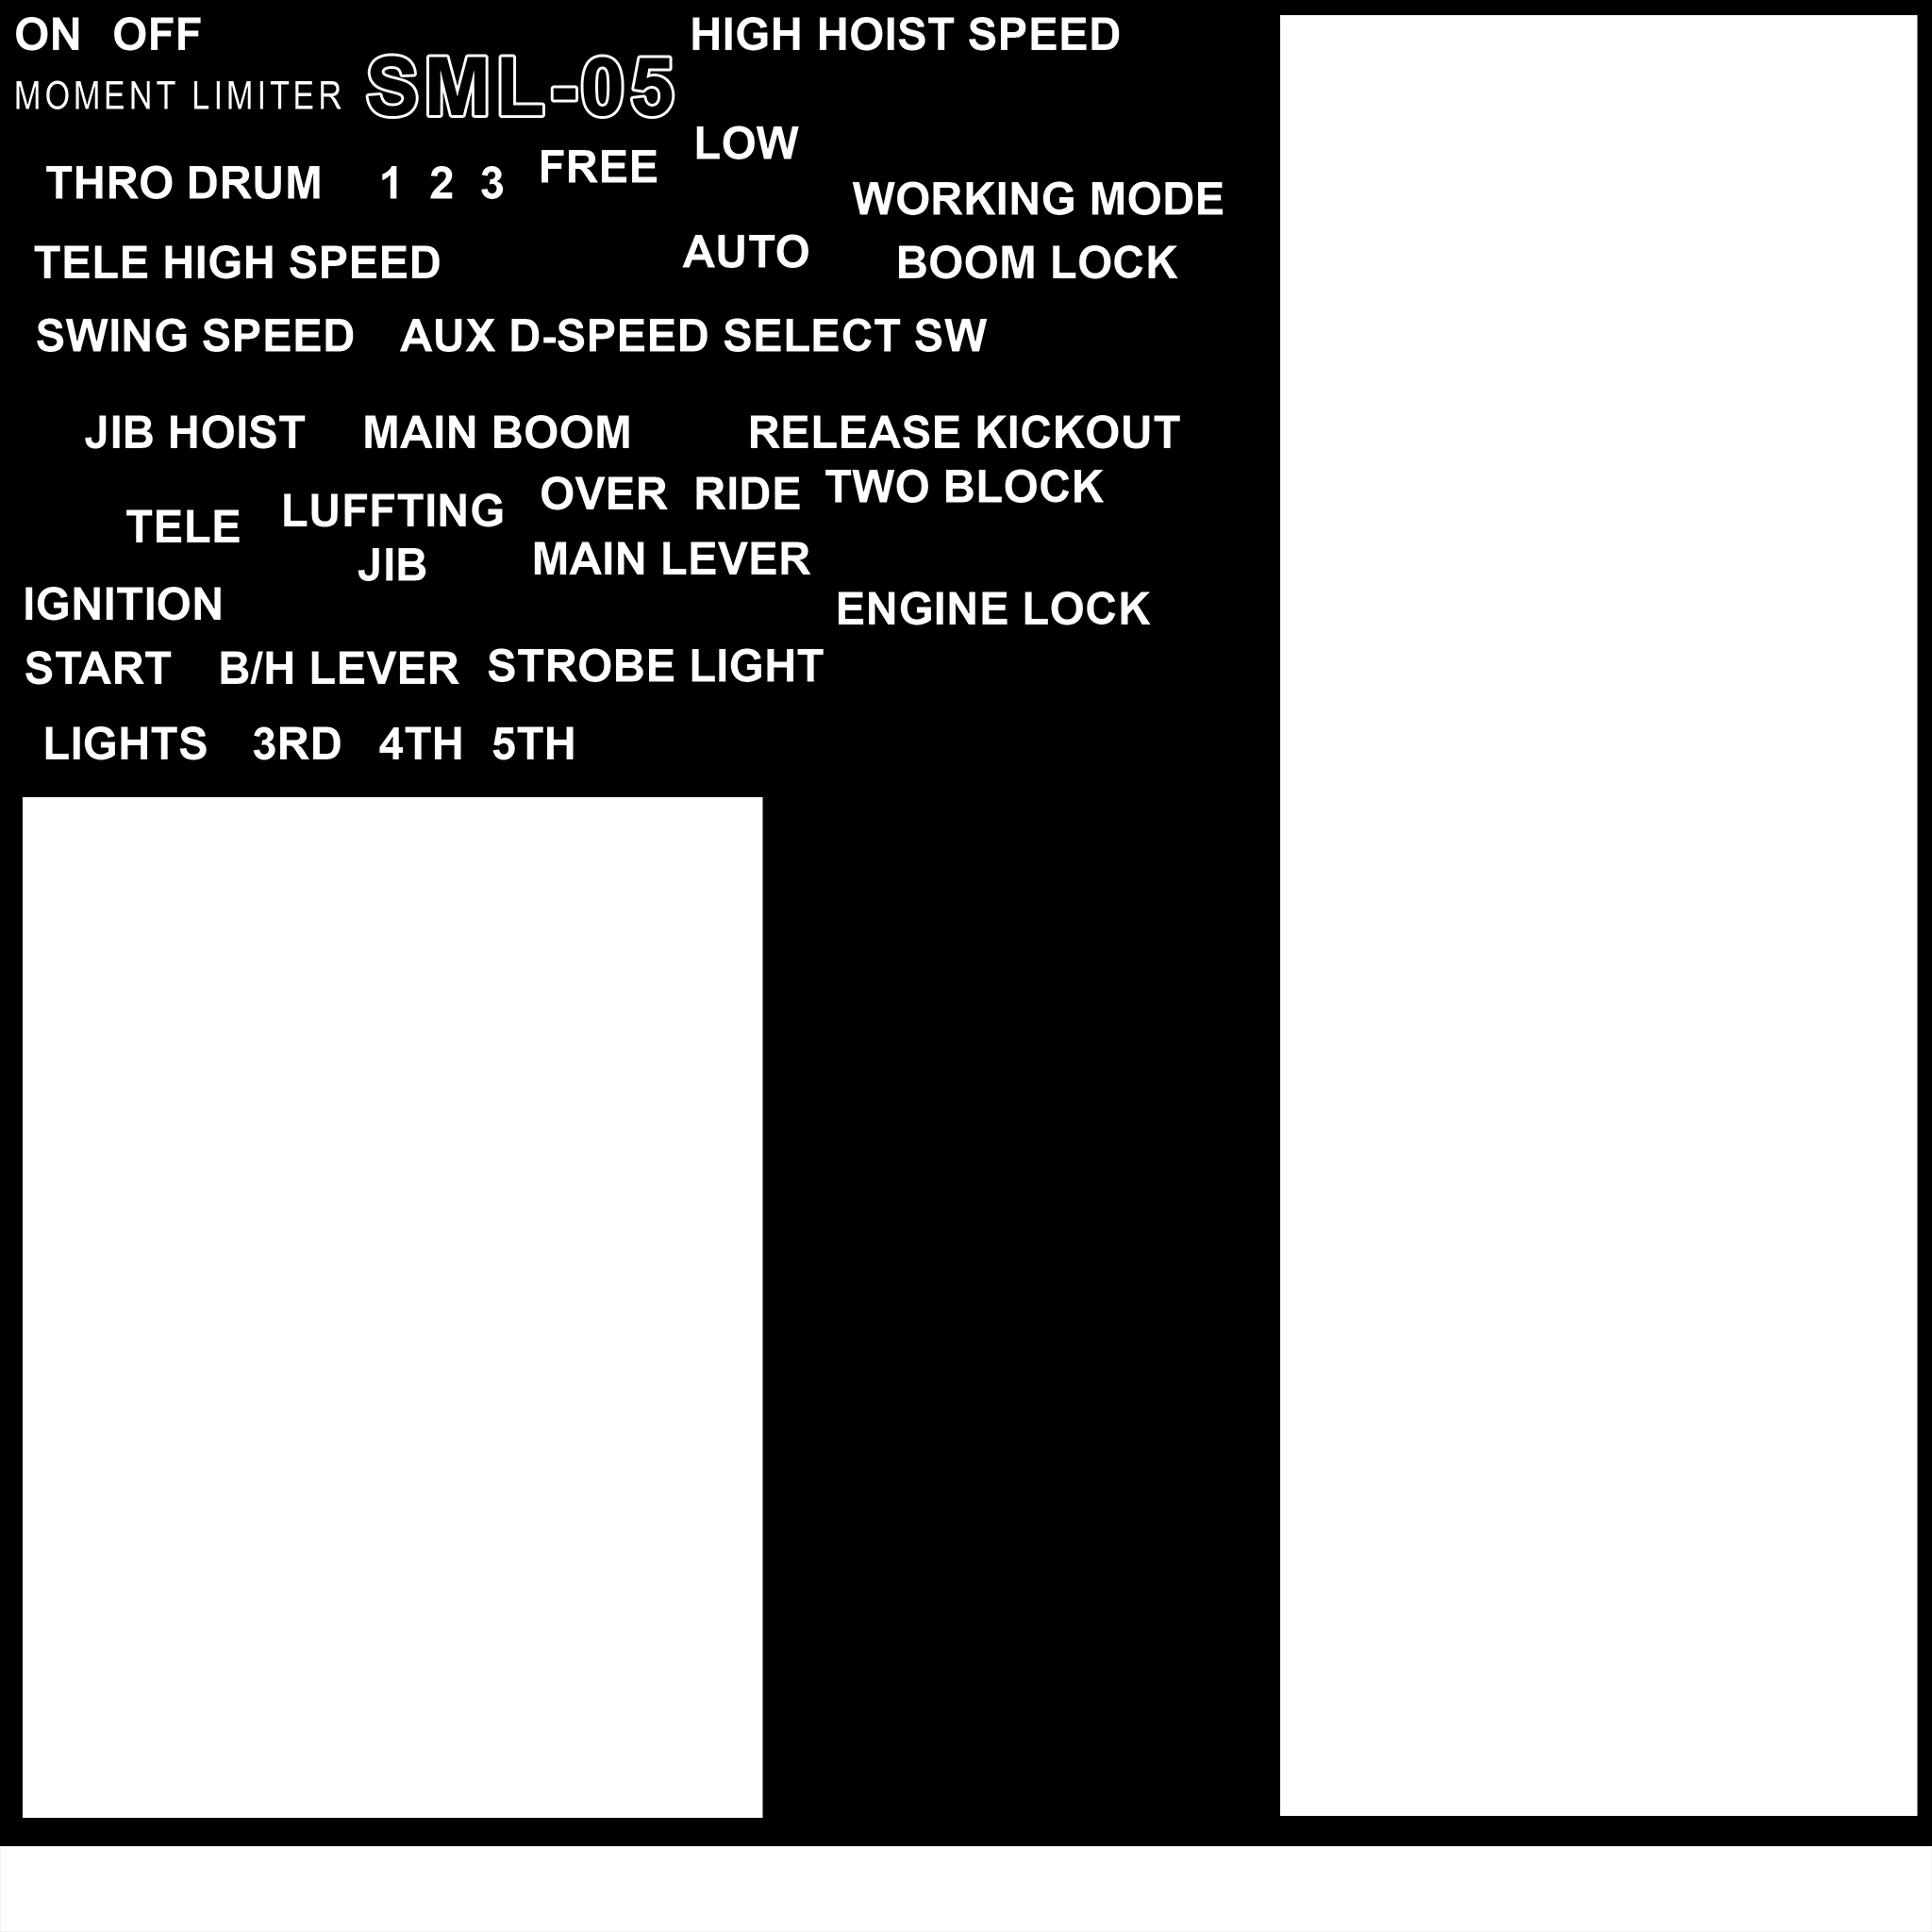 ON OFF
HIGH HOIST SPEED
MOMENT LIMITER SML-05
LOW
THRO DRUM 1 2 3 FREE
WORKING MODE
TELE HIGH SPEED
AUTO
BOOM LOCK
SWING SPEED AUX D-SPEED SELECT SW
JIB HOIST MAIN BOOM RELEASE KICKOUT
TWO BLOCK
OVER RIDE
LUFFTING
JIB
TELE
MAIN LEVER
IGNITION
ENGINE LOCK
START B/H LEVER STROBE LIGHT
LIGHTS 3RD 4TH 5TH